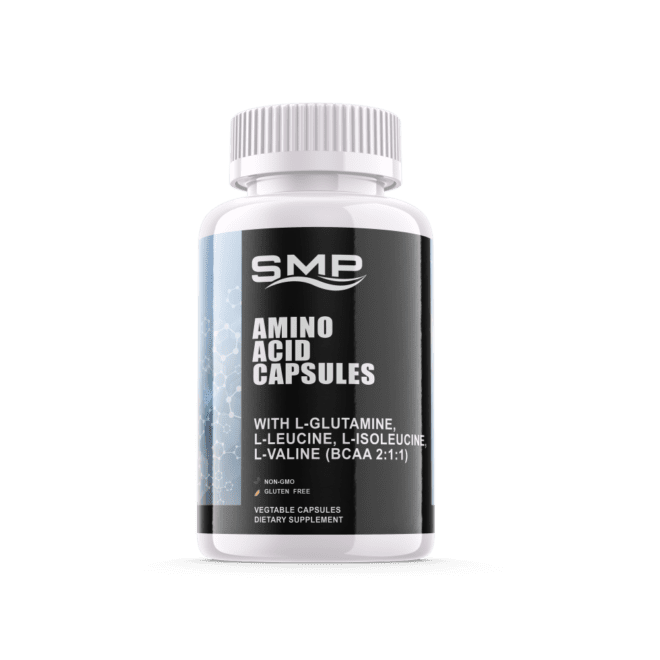 SMP
AMINO
ACID
CAPSULES
WITH L-GLUTAMINE,
L-LEUCINE, L-ISOLEUCINE,
L-VALINE (BCAA 2:1:1)
NON-GMO
GLUTEN FREE
VEGTABLE CAPSULES
DIETARY SUPPLEMENT